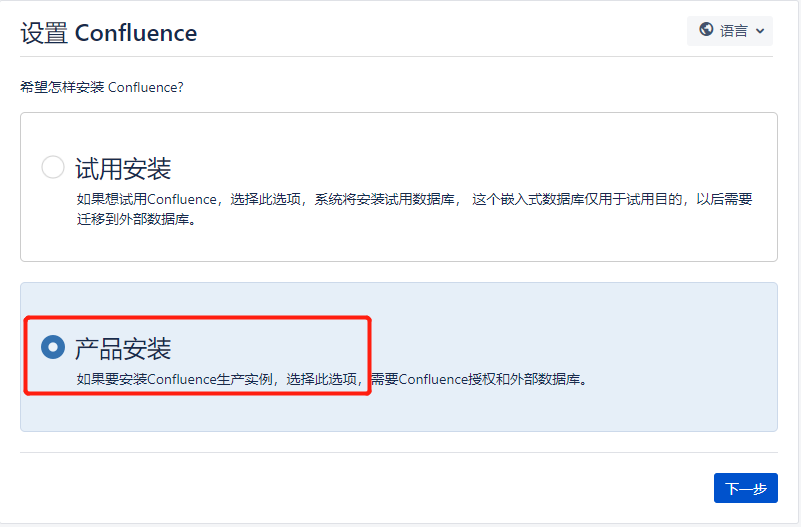 设置 Confluence
语言
希望怎样安装 Confluence?
试用安装
如果想试用Confluence，选择此选项，系统将安装试用数据库， 这个嵌入式数据库仅用于试用目的，以后需要
迁移到外部数据库。
产品安装
如果要安装Confluence生产实例，选择此选项，需要Confluence授权和外部数据库。
下一步